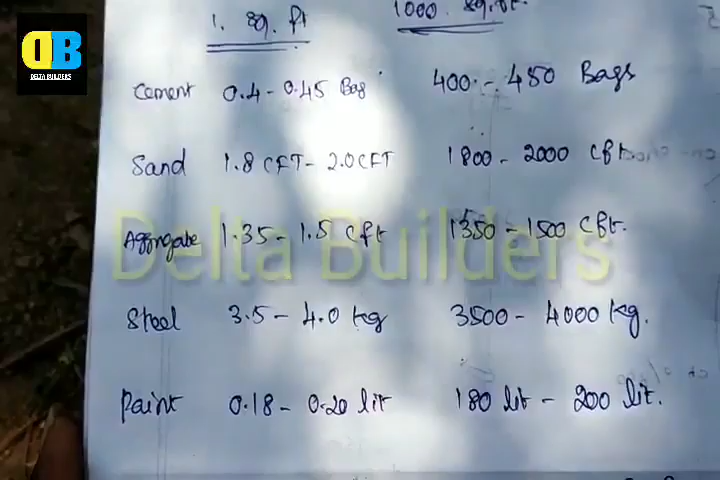 DB
DELTA BUILDERS
1. sq. ft 1000. sq.ft.
Cement 0.4 - 0.45 Bag 400 - 450 Bags
Sand 1.8 CFT - 2.0 CFT 1800 - 2000 cft.
Aggregate 1.35 - 1.5 cft 1350 - 1500 cft.
Delta Builders
Steel 3.5 - 4.0 kg 3500 - 4000 kg.
Paint 0.18 - 0.20 lit 180 lit - 200 lit.